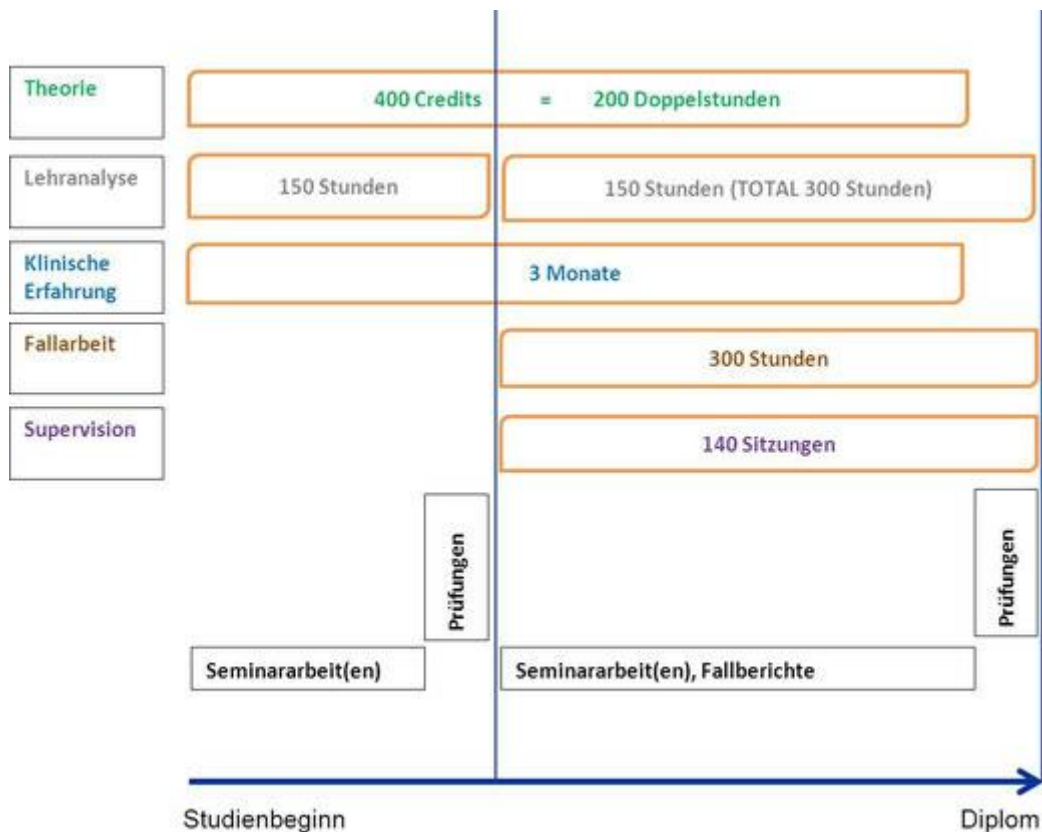 Theorie
400 Credits = 200 Doppelstunden
Lehranalyse
150 Stunden
150 Stunden (TOTAL 300 Stunden)
Klinische
Erfahrung
3 Monate
Fallarbeit
300 Stunden
Supervision
140 Sitzungen
Prüfungen
Prüfungen
Seminararbeit(en)
Seminararbeit(en), Fallberichte
Studienbeginn
Diplom